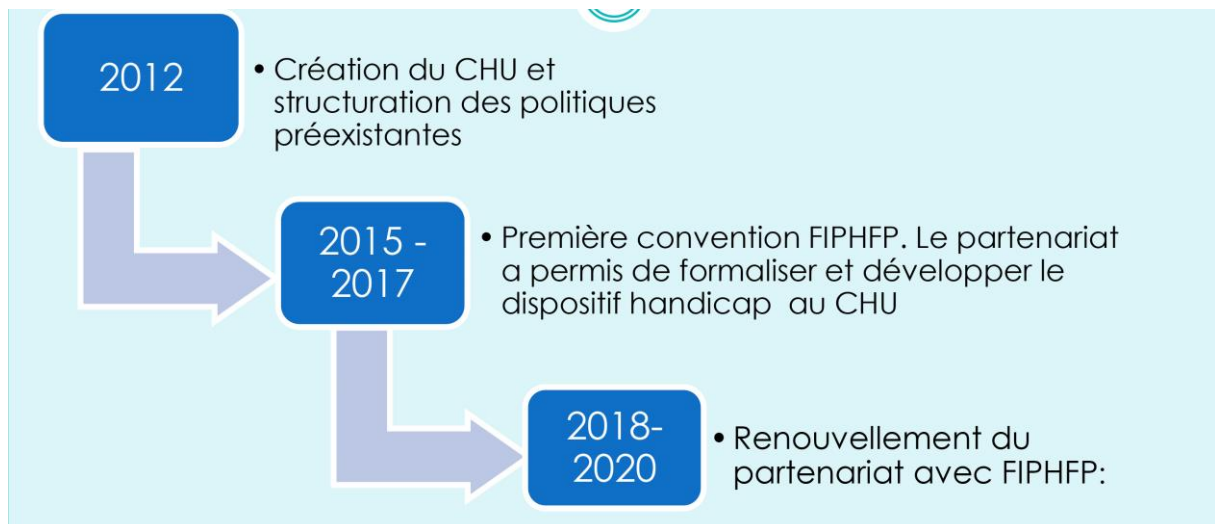 2012
• Création du CHU et
structuration des politiques
préexistantes
2015 -
2017
• Première convention FIPHFP. Le partenariat
a permis de formaliser et développer le
dispositif handicap au CHU
2018-
2020
• Renouvellement du
partenariat avec FIPHFP: